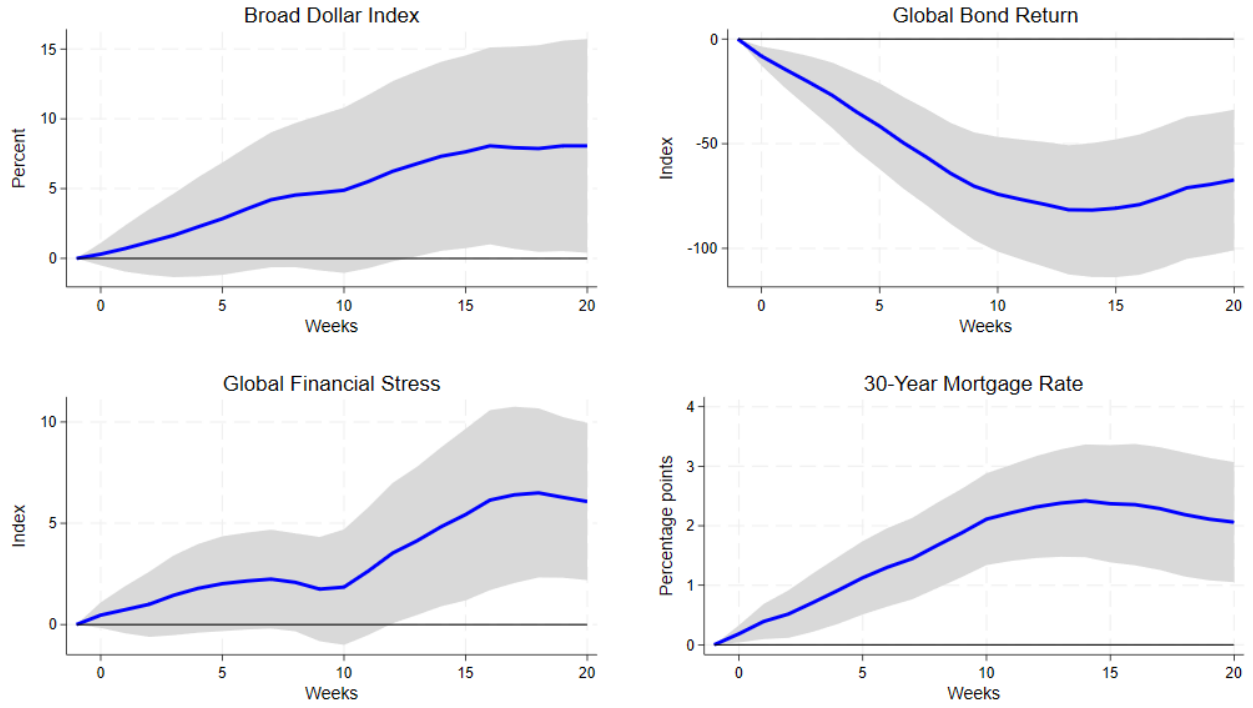 Broad Dollar Index
Percent
15
10
5
0
0 5 10 15 20
Weeks
Global Bond Return
Index
0
-50
-100
0 5 10 15 20
Weeks
Global Financial Stress
Index
10
5
0
0 5 10 15 20
Weeks
30-Year Mortgage Rate
Percentage points
4
3
2
1
0
0 5 10 15 20
Weeks